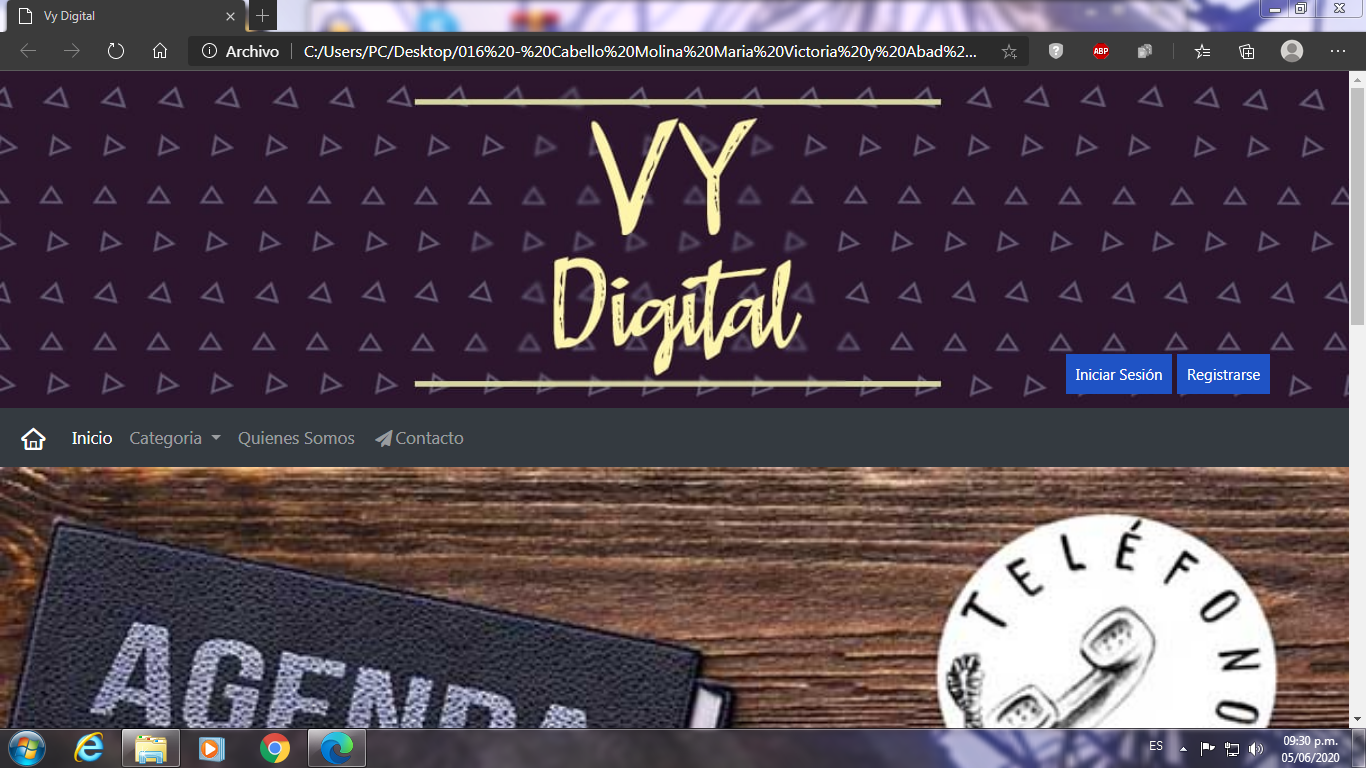 Vy Digital
Archivo
C:/Users/PC/Desktop/016%20-%20Cabello%20Molina%20Maria%20Victoria%20y%20Abad%2...
ABP
VY
Digital
Iniciar Sesión
Registrarse
Inicio
Categoria
Quienes Somos
Contacto
TELÉFONO
AGENDA
ES
09:30 p.m.
05/06/2020